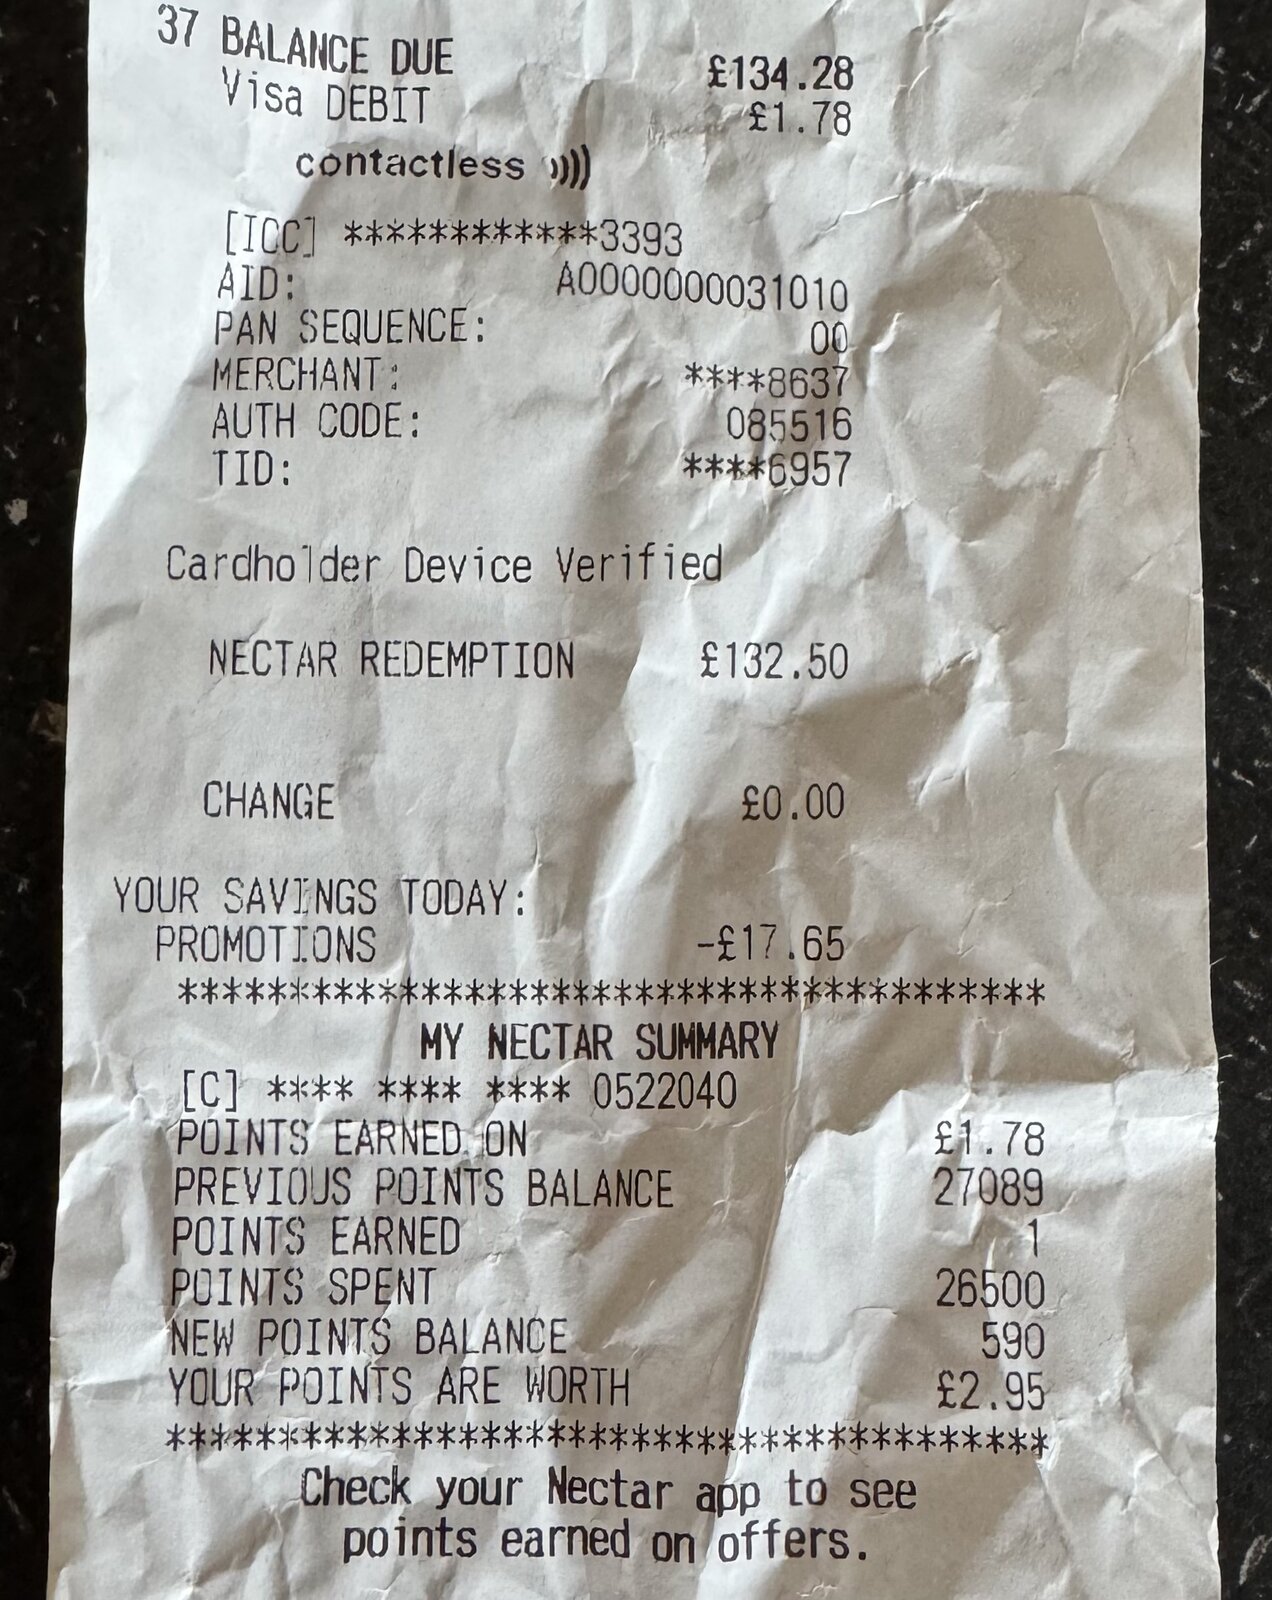 37 BALANCE DUE £134.28
Visa DEBIT £1.78
contactless
[ICC] ************3393
AID: A0000000031010
PAN SEQUENCE: 00
MERCHANT: ****8637
AUTH CODE: 085516
TID: ****6957
Cardholder Device Verified
NECTAR REDEMPTION £132.50
CHANGE £0.00
YOUR SAVINGS TODAY:
PROMOTIONS -£17.65
***************************************
MY NECTAR SUMMARY
[C] **** **** **** 0522040
POINTS EARNED ON £1.78
PREVIOUS POINTS BALANCE 27089
POINTS EARNED 1
POINTS SPENT 26500
NEW POINTS BALANCE 590
YOUR POINTS ARE WORTH £2.95
***************************************
Check your Nectar app to see
points earned on offers.